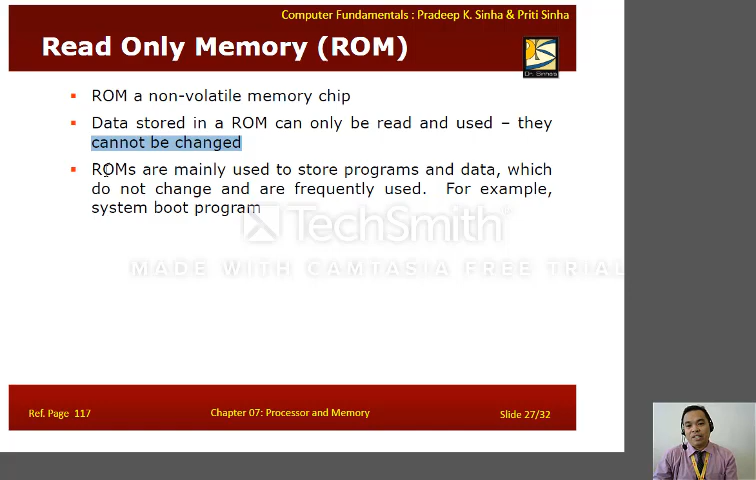 Computer Fundamentals : Pradeep K. Sinha & Priti Sinha
Read Only Memory (ROM)
Dr. Sinhas
▪ ROM a non-volatile memory chip
▪ Data stored in a ROM can only be read and used – they
cannot be changed
▪ ROMs are mainly used to store programs and data, which
do not change and are frequently used. For example,
system boot program
TechSmith
MADE WITH CAMTASIA FREE TRIAL
Ref. Page 117
Chapter 07: Processor and Memory
Slide 27/32